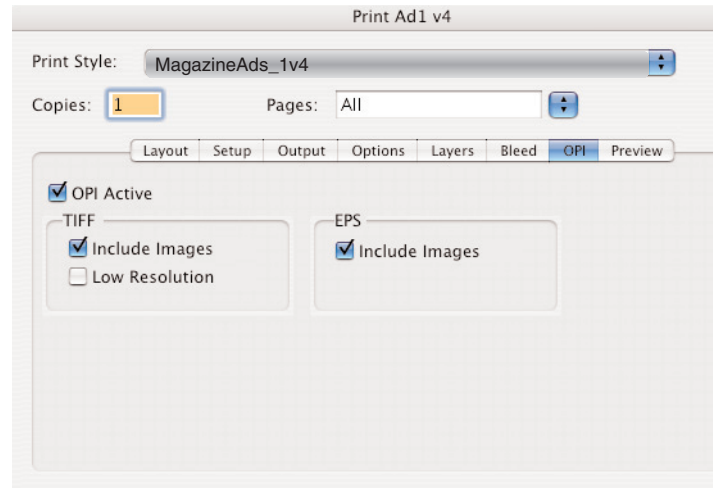 Print Ad1 v4
Print Style: MagazineAds_1v4
Copies: 1 Pages: All
Layout Setup Output Options Layers Bleed OPI Preview
OPI Active
TIFF EPS
Include Images Include Images
Low Resolution